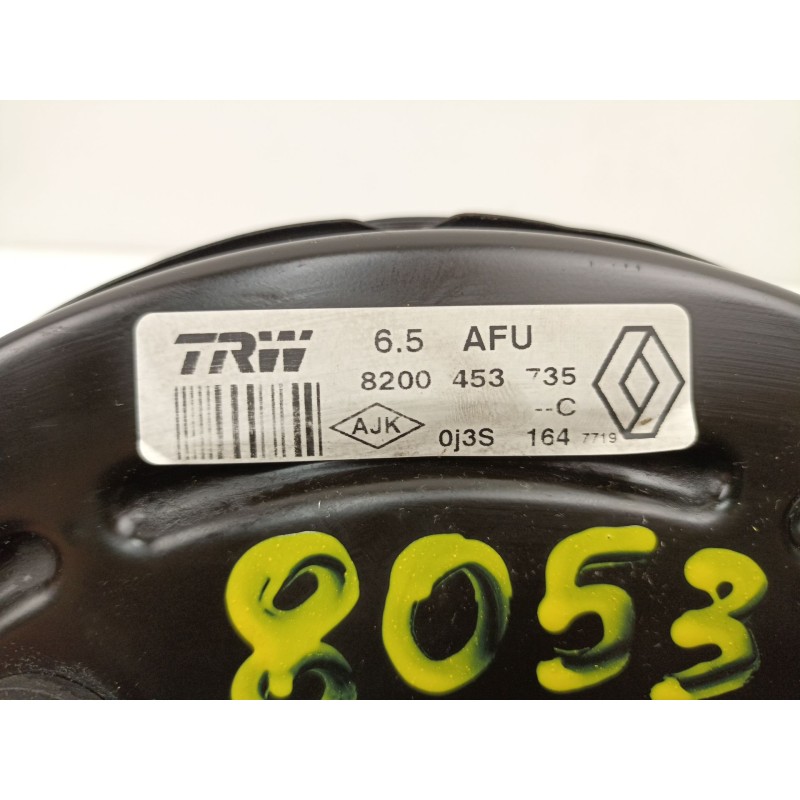 TRW 6.5 AFU
8200 453 735
--C
AJK 0j3S 164 7719
8053